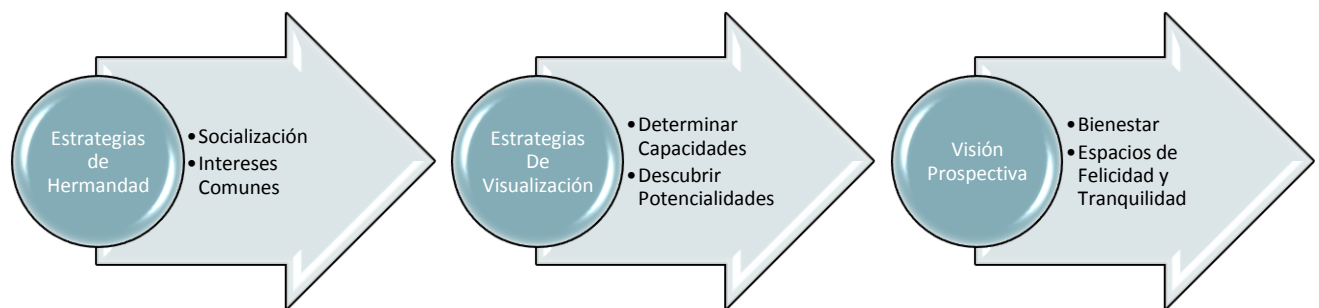 Estrategias
de
Hermandad
•Socialización
•Intereses
Comunes
Estrategias
De
Visualización
•Determinar
Capacidades
•Descubrir
Potencialidades
Visión
Prospectiva
•Bienestar
•Espacios de
Felicidad y
Tranquilidad